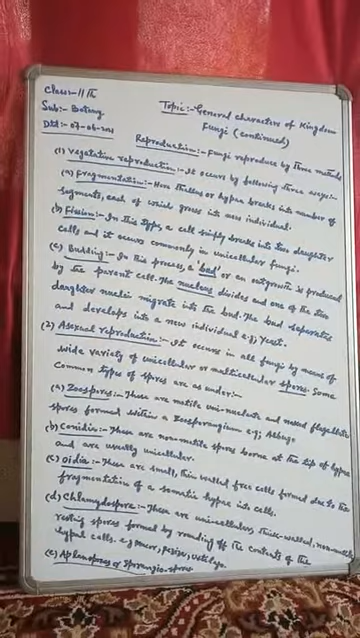 Class:- 11th
Sub:- Botany
Dtd:- 07-06-2021
Topic:- General characters of Kingdom
Fungi (continued)
Reproduction:- Fungi reproduce by three methods
(1) Vegetative reproduction:- It occurs by following three ways:-
(a) Fragmentation:- Here thallus or hypha breaks into number of
segments, each of which grows into new individual.
(b) Fission:- In this type, a cell simply breaks into two daughter
cells and it occurs commonly in unicellular fungi.
(c) Budding:- In this process, a 'bud' or an outgrowth is produced
by the parent cell. The nucleus divides and one of the two
daughter nuclei migrate into the bud. The bud separates
and develops into a new individual e.g; Yeast.
(2) Asexual reproduction:- It occurs in all fungi by means of
wide variety of unicellular or multicellular spores. Some
common types of spores are as under:-
(a) Zoospores:- These are motile uni-nucleate and naked flagellate
spores formed within a Zoosporangium e.g; Albugo.
(b) Conidia:- These are non-motile spores borne at the tip of hyphae
and are usually unicellular.
(c) Oidia:- These are small, thin walled free cells formed due to the
fragmentation of a somatic hypha into cells.
(d) Chlamydospore:- These are unicellular, thick-walled, non-motile
resting spores formed by rounding off the contents of the
hyphal cells. e.g mucor,
(e) Aplanospores or Sporangio-spores